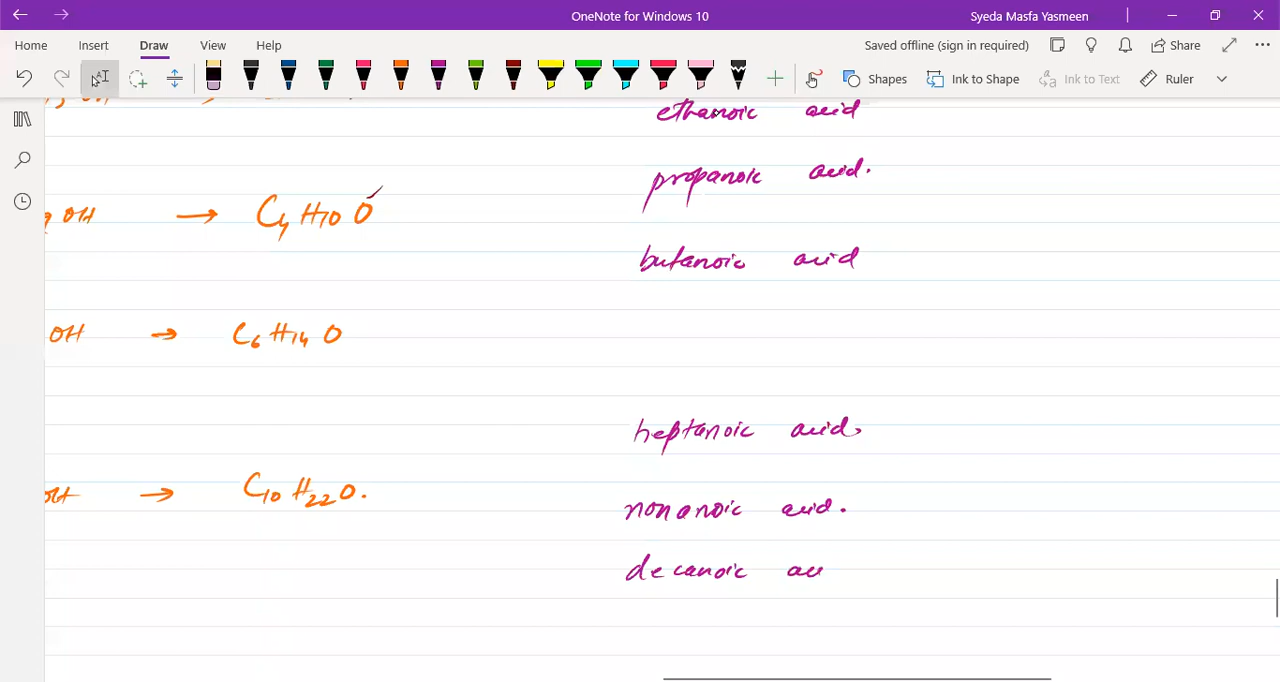 OneNote for Windows 10
Syeda Masfa Yasmeen
Home Insert Draw View Help
Saved offline (sign in required) Share
Shapes Ink to Shape Ink to Text Ruler
ethanoic acid
propanoic acid.
OH → C4H10O
butanoic acid
OH → C6H14O
heptanoic acid.
OH → C10H22O.
nonanoic acid.
decanoic ac